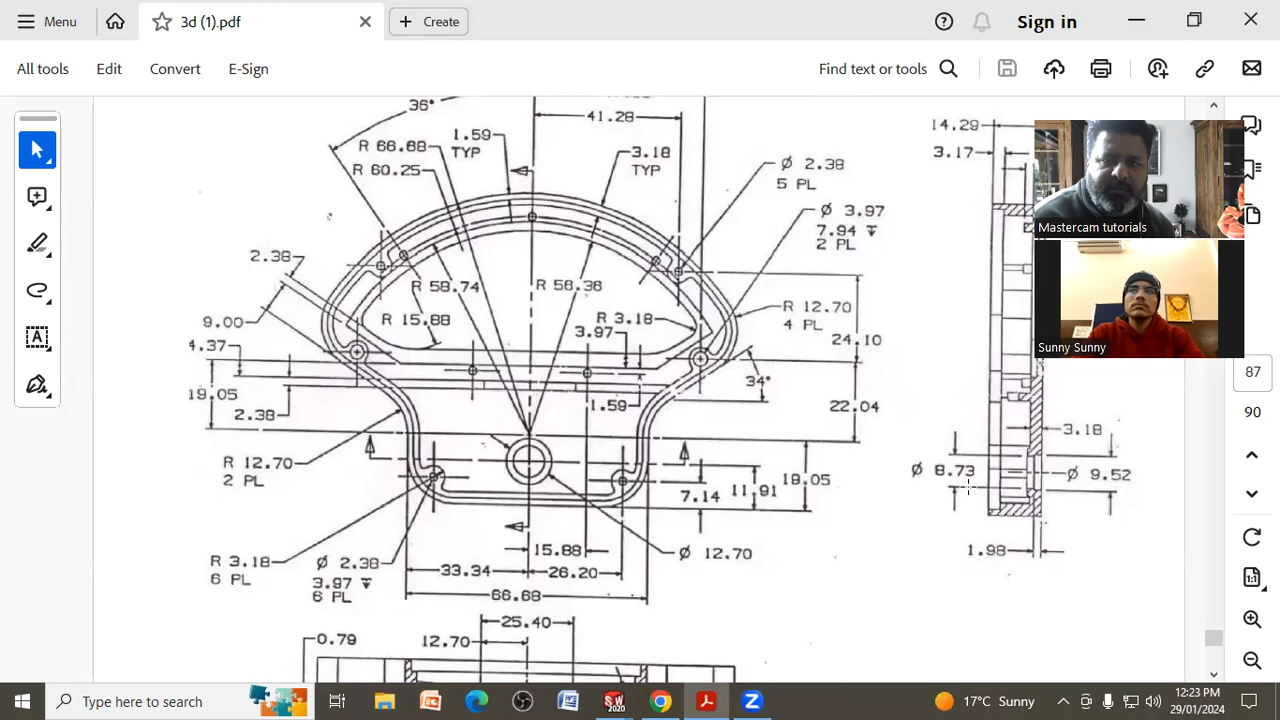 Menu
3d (1).pdf
Create
Sign in
All tools
Edit
Convert
E-Sign
Find text or tools
36°
41.28
14.29
1.59
TYP
R 66.68
R 60.25
3.18
TYP
3.17
Ø 2.38
5 PL
Ø 3.97
7.94 ↧
2 PL
Mastercam tutorials
2.38
R 58.74
R 56.36
9.00
R 15.88
R 3.18
3.97
R 12.70
4 PL
24.10
4.37
Sunny Sunny
19.05
34°
87
2.38
1.59
22.04
90
3.18
R 12.70
2 PL
Ø 8.73
Ø 9.52
7.14
11.91
19.05
15.88
Ø 12.70
1.98
R 3.18
6 PL
Ø 2.38
3.97 ↧
6 PL
33.34
26.20
66.68
25.40
0.79
12.70
Type here to search
17°C Sunny
12:23 PM
29/01/2024